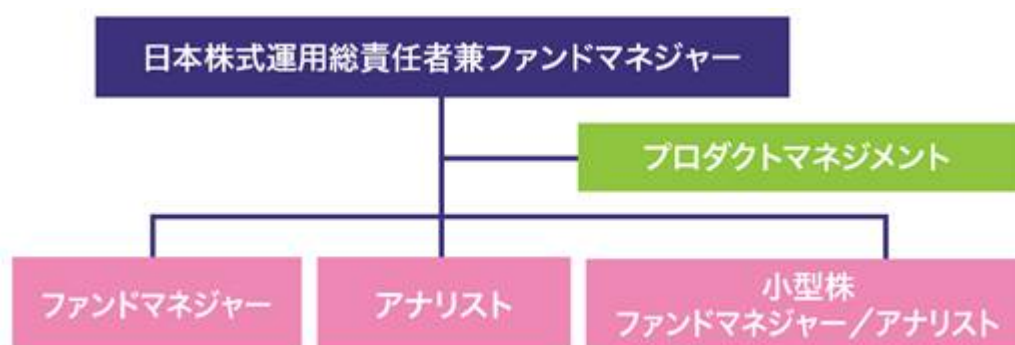 日本株式運用総責任者兼ファンドマネジャー
プロダクトマネジメント
ファンドマネジャー
アナリスト
小型株
ファンドマネジャー／アナリスト